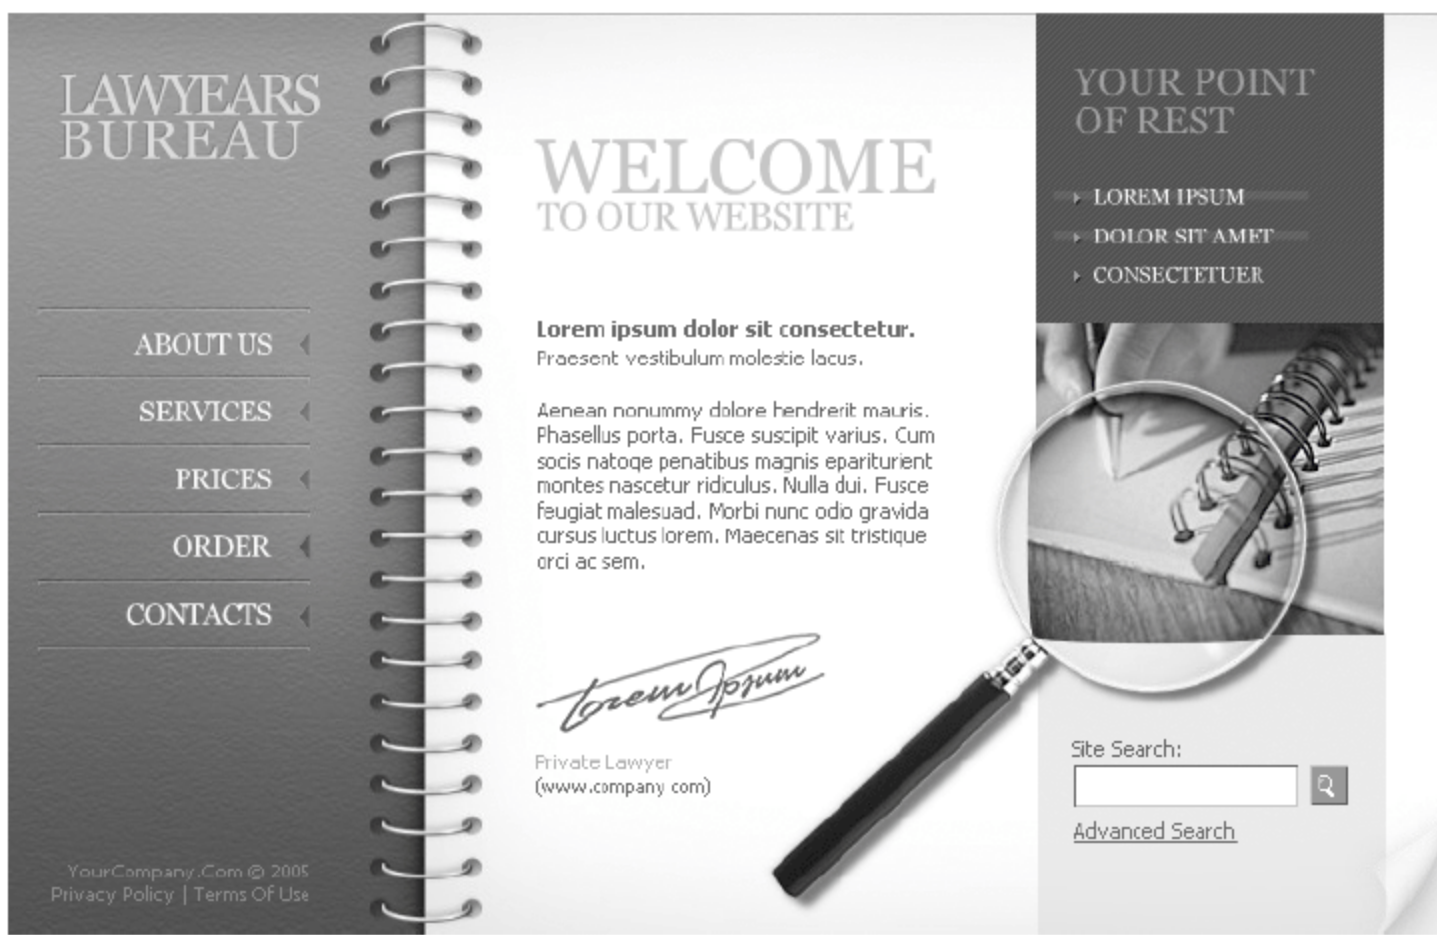 LAWYEARS
BUREAU
ABOUT US
SERVICES
PRICES
ORDER
CONTACTS
YourCompany.Com © 2005
Privacy Policy | Terms Of Use
WELCOME
TO OUR WEBSITE
Lorem ipsum dolor sit consectetur.
Praesent vestibulum molestie lacus.
Aenean nonummy dolore hendrerit mauris.
Phasellus porta. Fusce suscipit varius. Cum
socis natoqe penatibus magnis epariturient
montes nascetur ridiculus. Nulla dui. Fusce
feugiat malesuad. Morbi nunc odio gravida
cursus luctus lorem. Maecenas sit tristique
orci ac sem.
Lorem Ipsum
Private Lawyer
(www.company.com)
YOUR POINT
OF REST
LOREM IPSUM
DOLOR SIT AMET
CONSECTETUER
Site Search:
Advanced Search